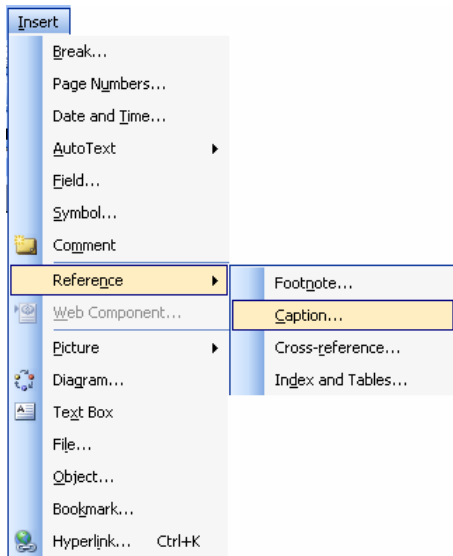 Insert
Break...
Page Numbers...
Date and Time...
AutoText
Field...
Symbol...
Comment
Reference
Footnote...
Web Component...
Caption...
Picture
Cross-reference...
Diagram...
Index and Tables...
Text Box
File...
Object...
Bookmark...
Hyperlink... Ctrl+K